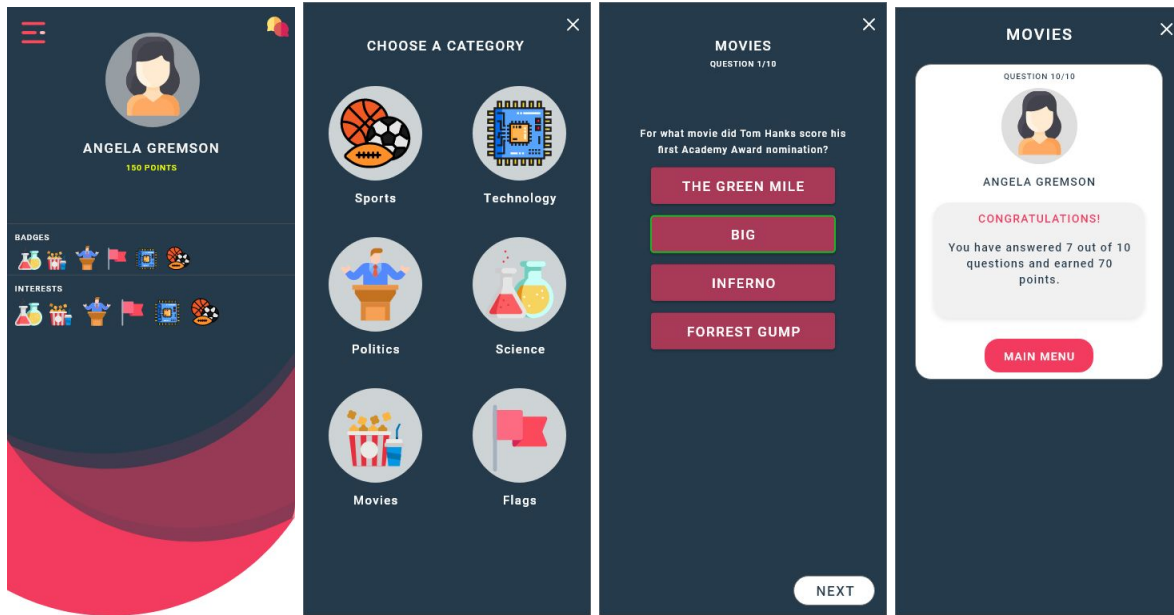 ANGELA GREMSON
150 POINTS
BADGES
INTERESTS
CHOOSE A CATEGORY
Sports
Technology
Politics
Science
Movies
Flags
MOVIES
QUESTION 1/10
For what movie did Tom Hanks score his
first Academy Award nomination?
THE GREEN MILE
BIG
INFERNO
FORREST GUMP
NEXT
MOVIES
QUESTION 10/10
ANGELA GREMSON
CONGRATULATIONS!
You have answered 7 out of 10
questions and earned 70
points.
MAIN MENU